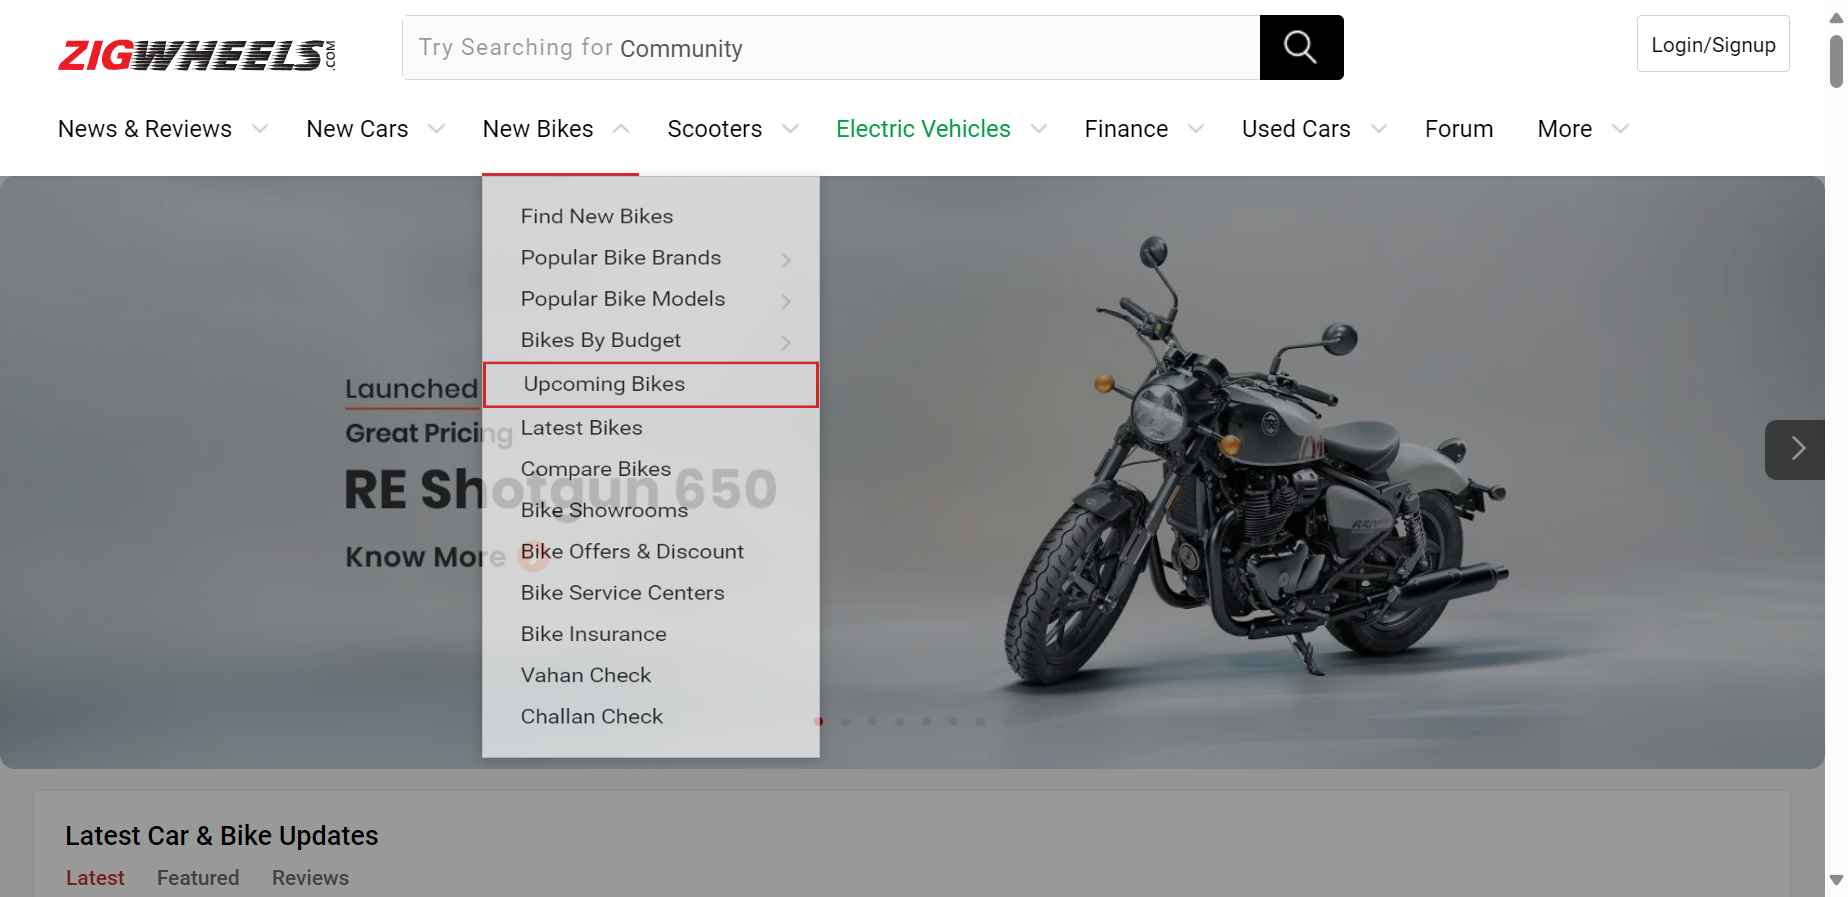 ZIGWHEELS.COM
Try Searching for Community
Login/Signup
News & Reviews New Cars New Bikes Scooters Electric Vehicles Finance Used Cars Forum More
Find New Bikes
Popular Bike Brands
Popular Bike Models
Bikes By Budget
Upcoming Bikes
Latest Bikes
Compare Bikes
Bike Showrooms
Bike Offers & Discount
Bike Service Centers
Bike Insurance
Vahan Check
Challan Check
Launched
Great Pricing
RE Shotgun 650
Know More
RE
650
Latest Car & Bike Updates
Latest Featured Reviews